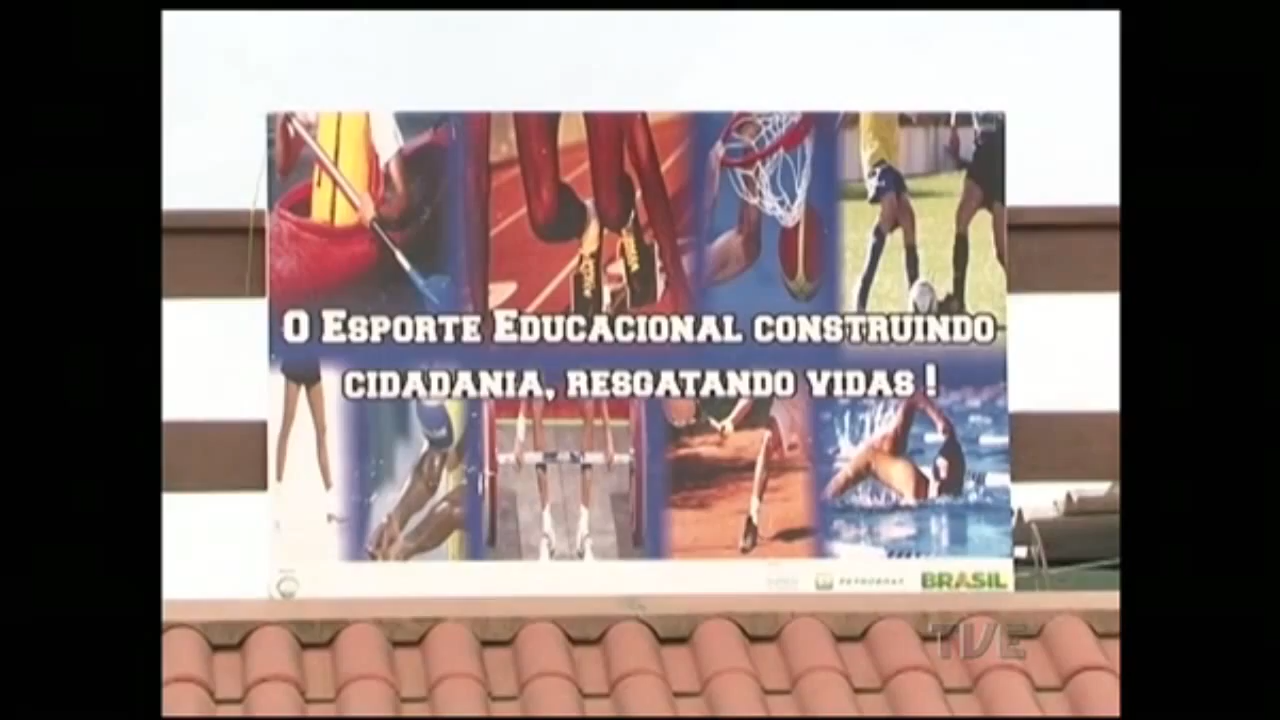 O ESPORTE EDUCACIONAL CONSTRUINDO
CIDADANIA, RESGATANDO VIDAS !
PETROBRAS
BRASIL
TVE